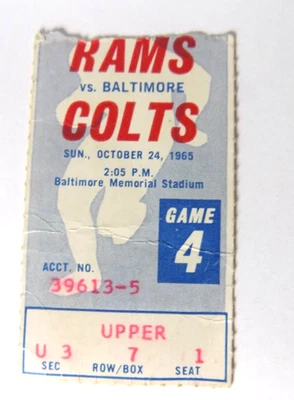 RAMS
vs. BALTIMORE
COLTS
SUN., OCTOBER 24, 1965
2:05 P.M.
Baltimore Memorial Stadium
GAME
4
ACCT. NO.
39613-5
UPPER
U 3 7 1
SEC ROW/BOX SEAT